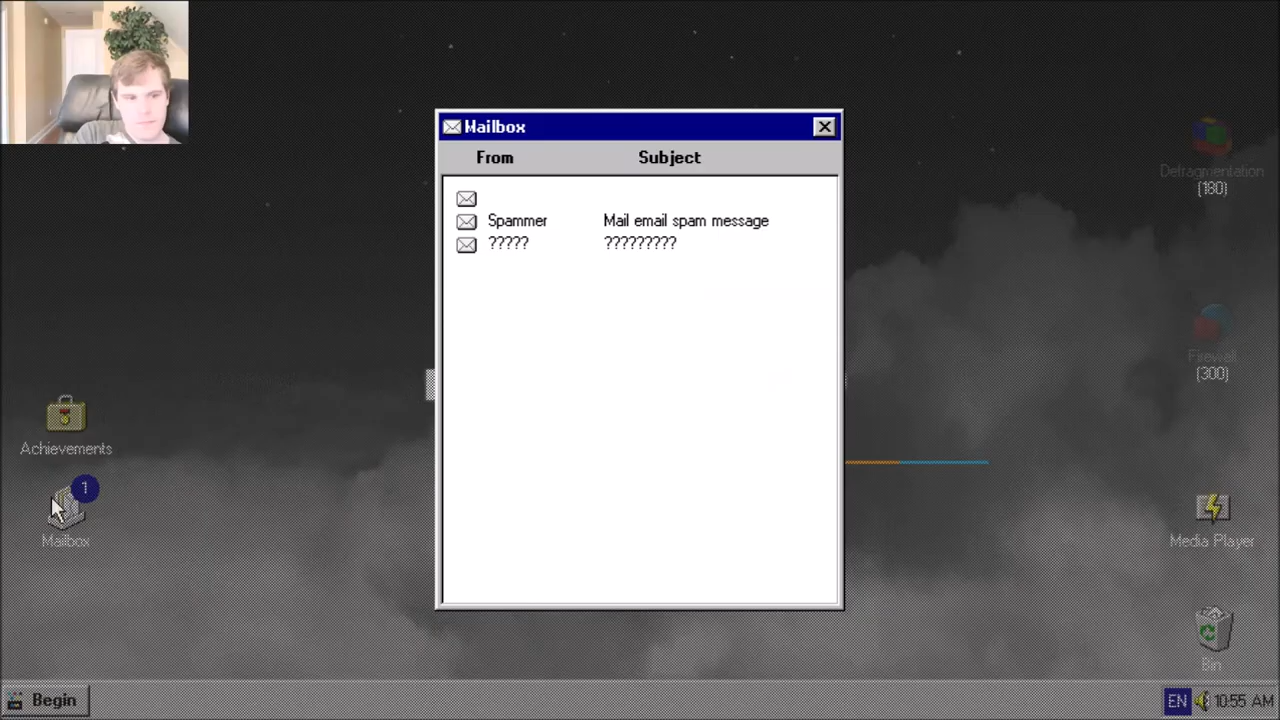 Mailbox
From Subject
Spammer Mail email spam message
????? ?????????
Defragmentation
(180)
Firewall
(300)
Achievements
1
Mailbox
Media Player
Bin
Begin
EN 10:55 AM